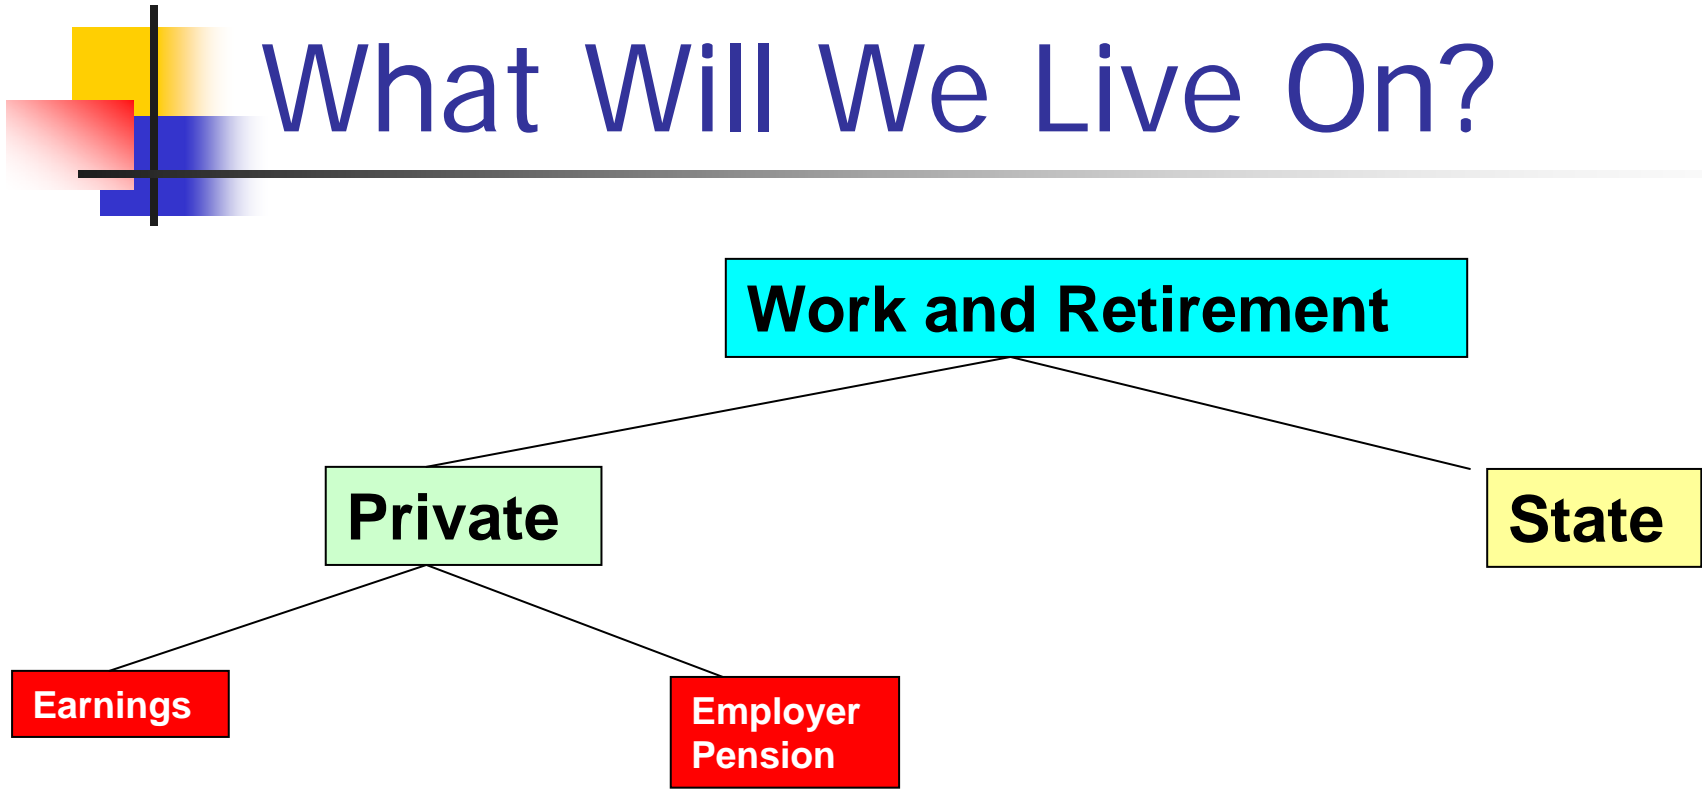 What Will We Live On?
Work and Retirement
Private
State
Earnings
Employer
Pension